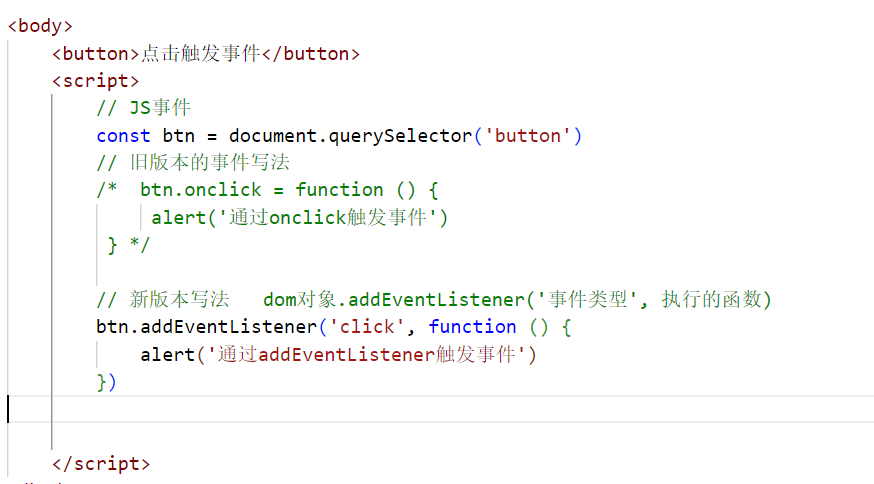 <body>
<button>点击触发事件</button>
<script>
// JS事件
const btn = document.querySelector('button')
// 旧版本的事件写法
/*  btn.onclick = function () {
alert('通过onclick触发事件')
} */
// 新版本写法   dom对象.addEventListener('事件类型', 执行的函数)
btn.addEventListener('click', function () {
alert('通过addEventListener触发事件')
})
</script>